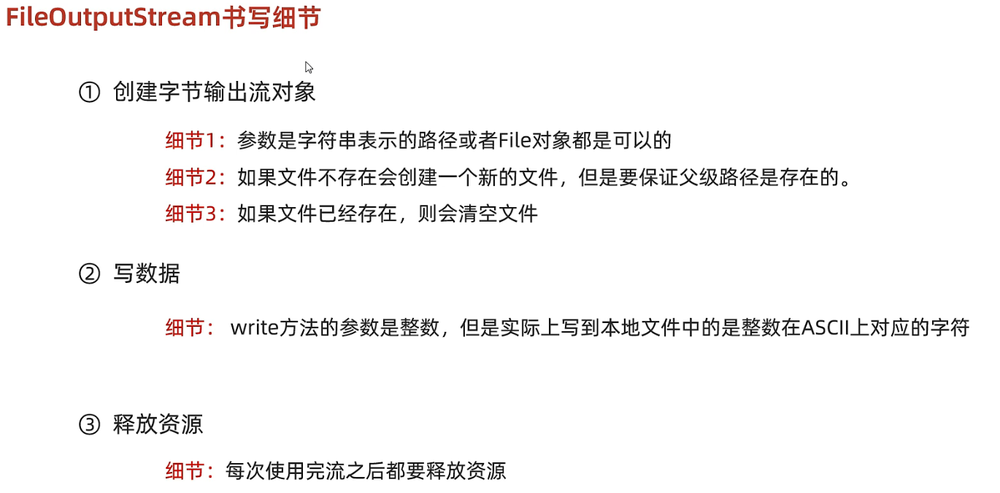 FileOutputStream书写细节
① 创建字节输出流对象
细节1：参数是字符串表示的路径或者File对象都是可以的
细节2：如果文件不存在会创建一个新的文件，但是要保证父级路径是存在的。
细节3：如果文件已经存在，则会清空文件
② 写数据
细节： write方法的参数是整数，但是实际上写到本地文件中的是整数在ASCII上对应的字符
③ 释放资源
细节：每次使用完流之后都要释放资源